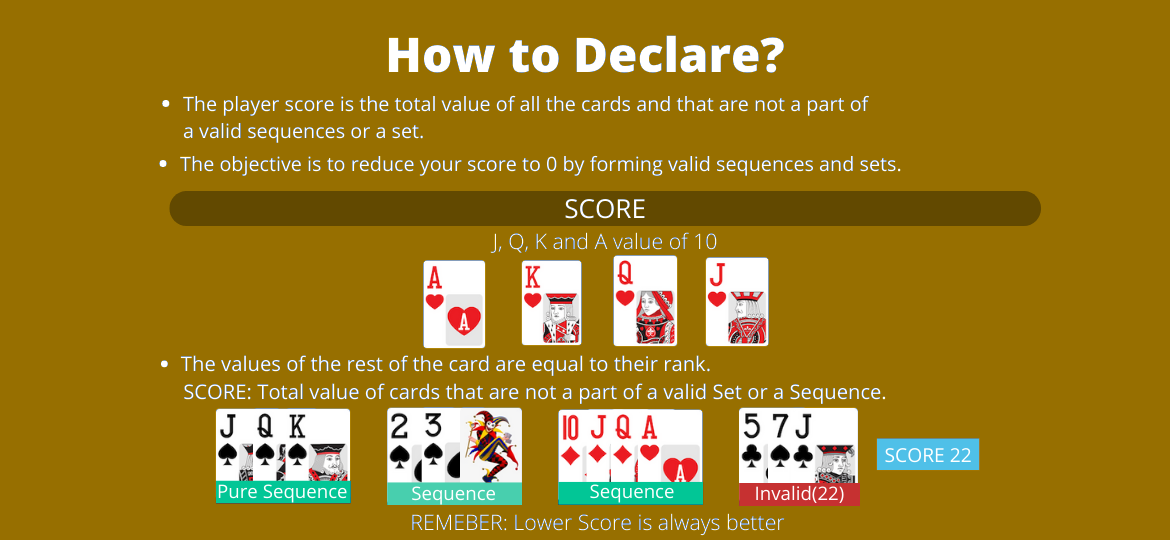 How to Declare?
• The player score is the total value of all the cards and that are not a part of
a valid sequences or a set.
• The objective is to reduce your score to 0 by forming valid sequences and sets.
SCORE
J, Q, K and A value of 10
A K Q J
A
• The values of the rest of the card are equal to their rank.
SCORE: Total value of cards that are not a part of a valid Set or a Sequence.
J Q K 2 3 10 J Q A 5 7 J
A
SCORE 22
Pure Sequence Sequence Sequence Invalid(22)
REMEBER: Lower Score is always better